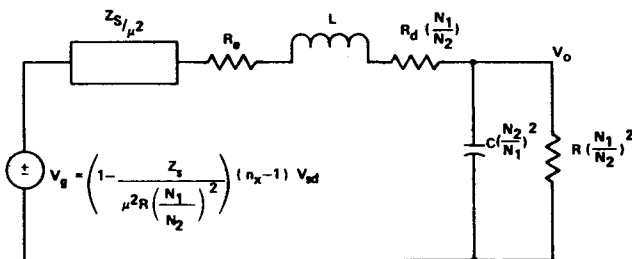 Z_S/μ²
R_e
L
R_d (N_1/N_2)
V_o
C(N_2/N_1)²
R (N_1/N_2)²
±
V_g = (1 - Z_s / (μ²R(N_1/N_2)²)) (n_x-1) V_sd